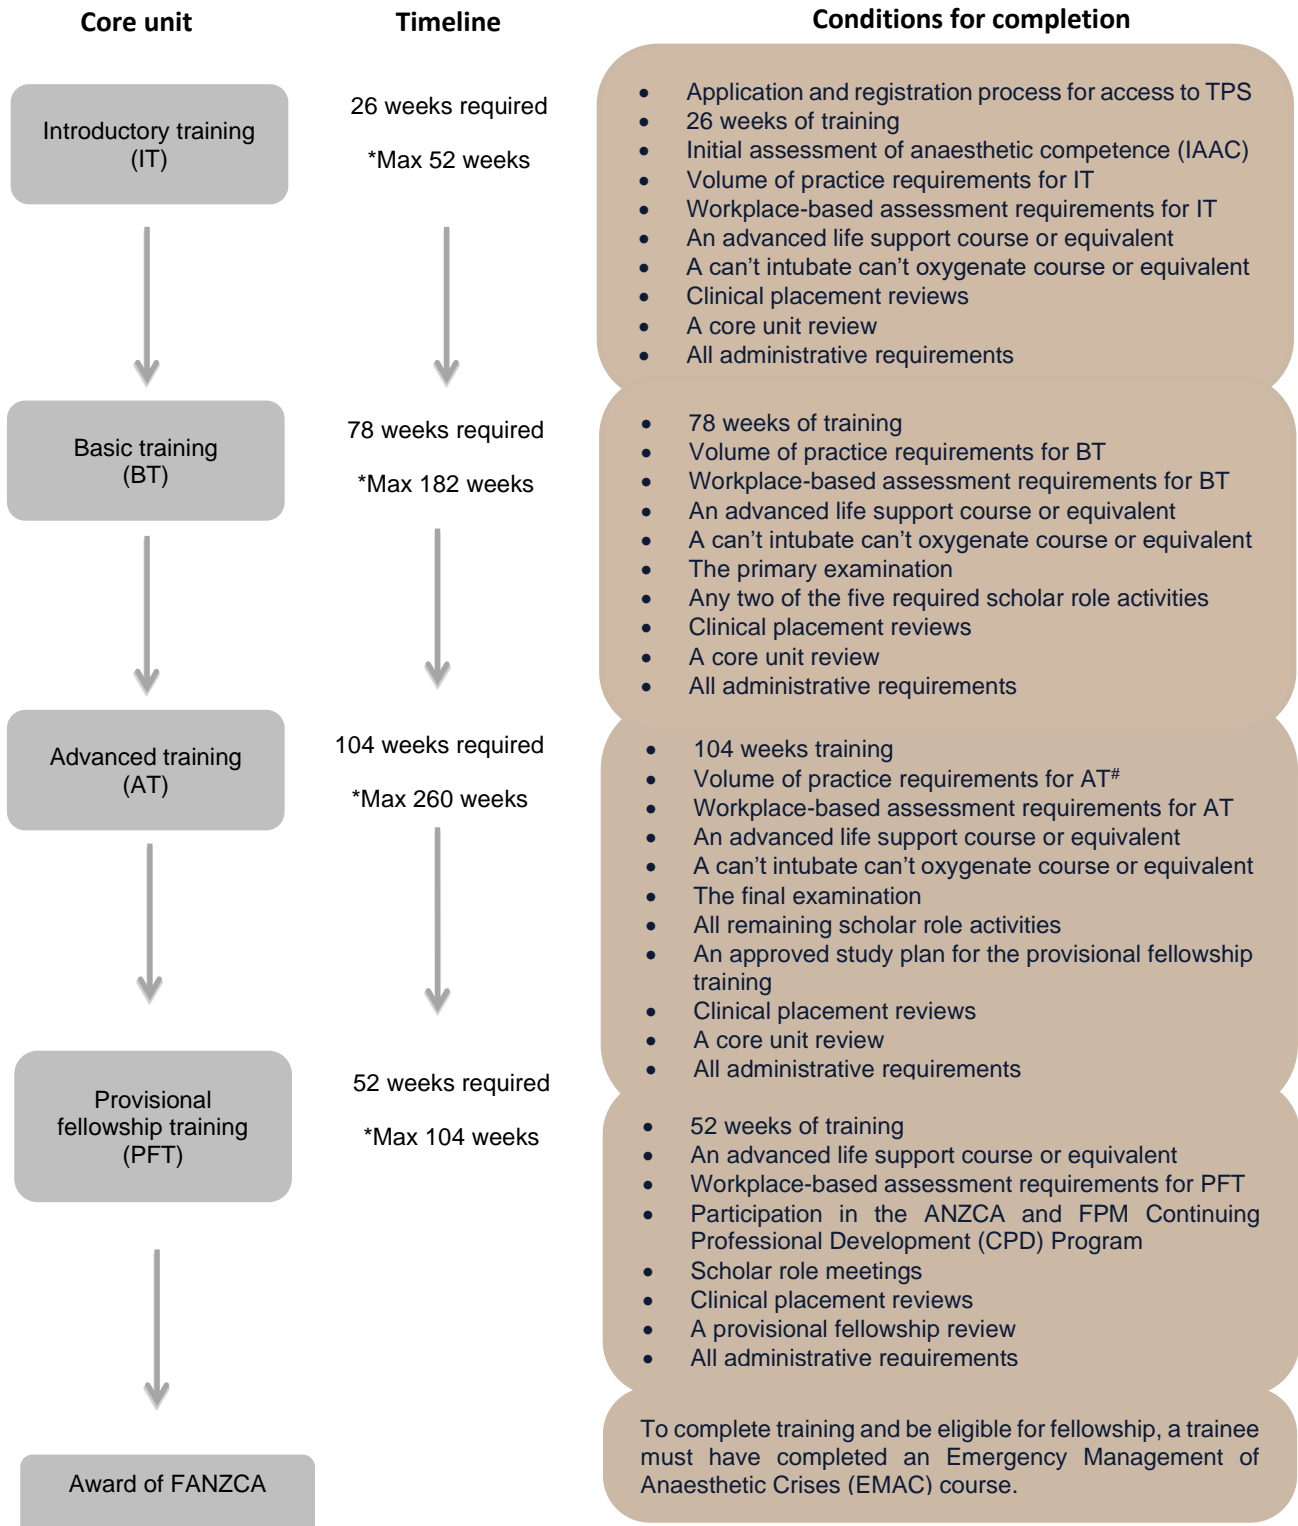 Core unit
Timeline
Conditions for completion
Introductory training
(IT)
26 weeks required
*Max 52 weeks
• Application and registration process for access to TPS
• 26 weeks of training
• Initial assessment of anaesthetic competence (IAAC)
• Volume of practice requirements for IT
• Workplace-based assessment requirements for IT
• An advanced life support course or equivalent
• A can’t intubate can’t oxygenate course or equivalent
• Clinical placement reviews
• A core unit review
• All administrative requirements
Basic training
(BT)
78 weeks required
*Max 182 weeks
• 78 weeks of training
• Volume of practice requirements for BT
• Workplace-based assessment requirements for BT
• An advanced life support course or equivalent
• A can’t intubate can’t oxygenate course or equivalent
• The primary examination
• Any two of the five required scholar role activities
• Clinical placement reviews
• A core unit review
• All administrative requirements
Advanced training
(AT)
104 weeks required
*Max 260 weeks
• 104 weeks training
• Volume of practice requirements for AT#
• Workplace-based assessment requirements for AT
• An advanced life support course or equivalent
• A can’t intubate can’t oxygenate course or equivalent
• The final examination
• All remaining scholar role activities
• An approved study plan for the provisional fellowship
training
• Clinical placement reviews
• A core unit review
• All administrative requirements
Provisional
fellowship training
(PFT)
52 weeks required
*Max 104 weeks
• 52 weeks of training
• An advanced life support course or equivalent
• Workplace-based assessment requirements for PFT
• Participation in the ANZCA and FPM Continuing
Professional Development (CPD) Program
• Scholar role meetings
• Clinical placement reviews
• A provisional fellowship review
• All administrative requirements
Award of FANZCA
To complete training and be eligible for fellowship, a trainee
must have completed an Emergency Management of
Anaesthetic Crises (EMAC) course.